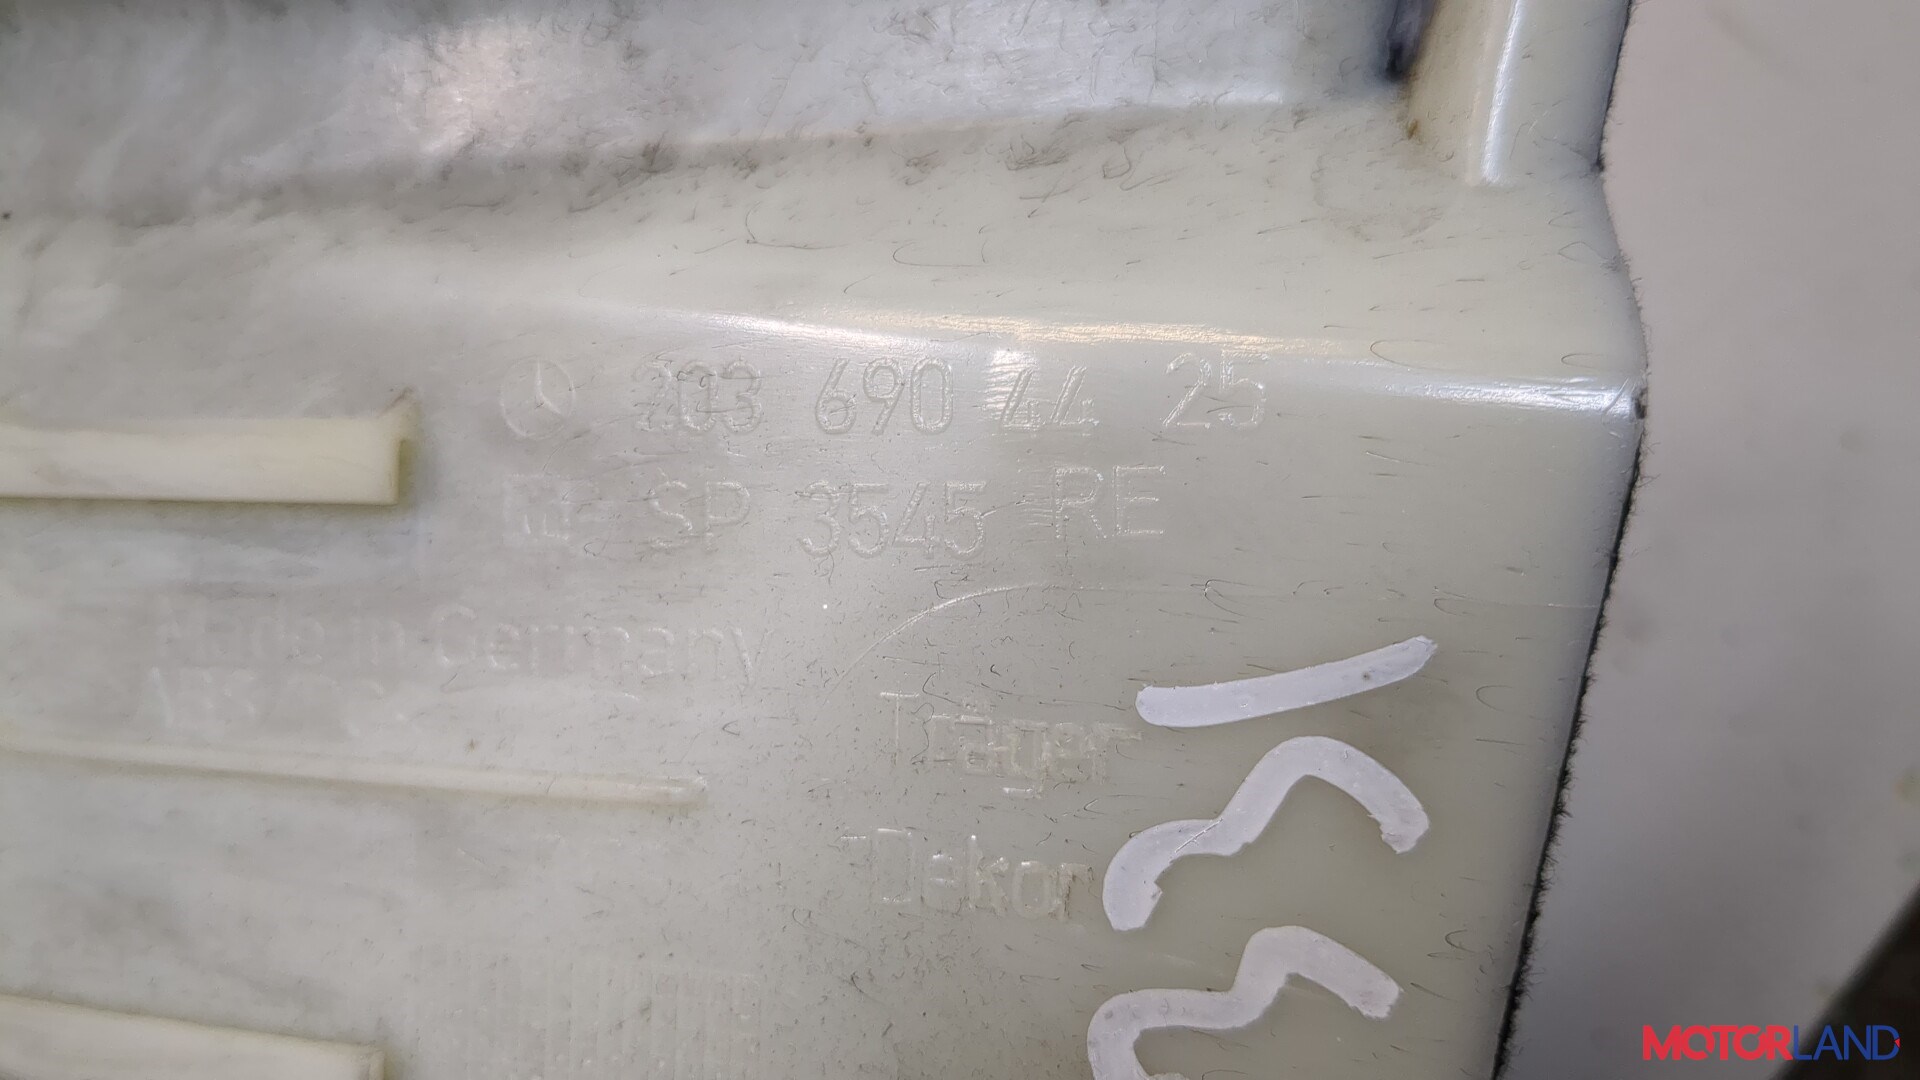 203 690 44 25
SP 3545 RE
Made in Germany
Träger
Dekor
MOTORLAND